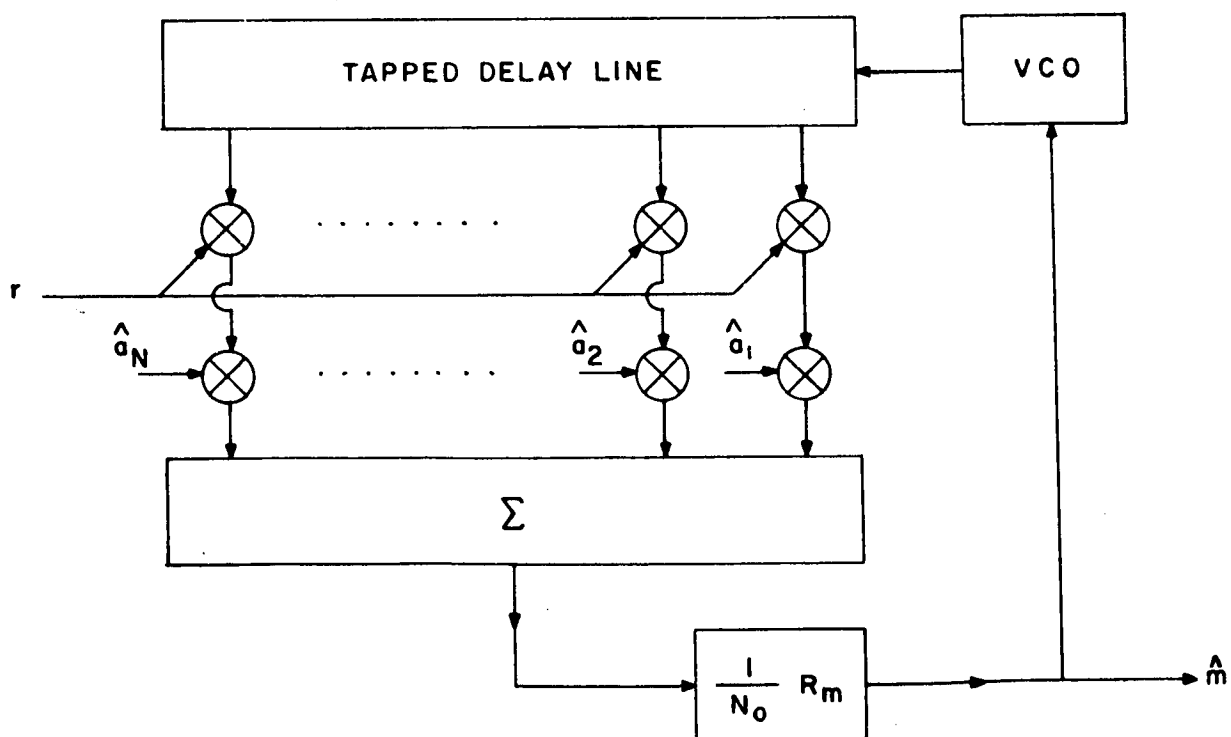 TAPPED DELAY LINE
VCO
r
â_N
â_2
â_1
Σ
1/N_o R_m
m̂